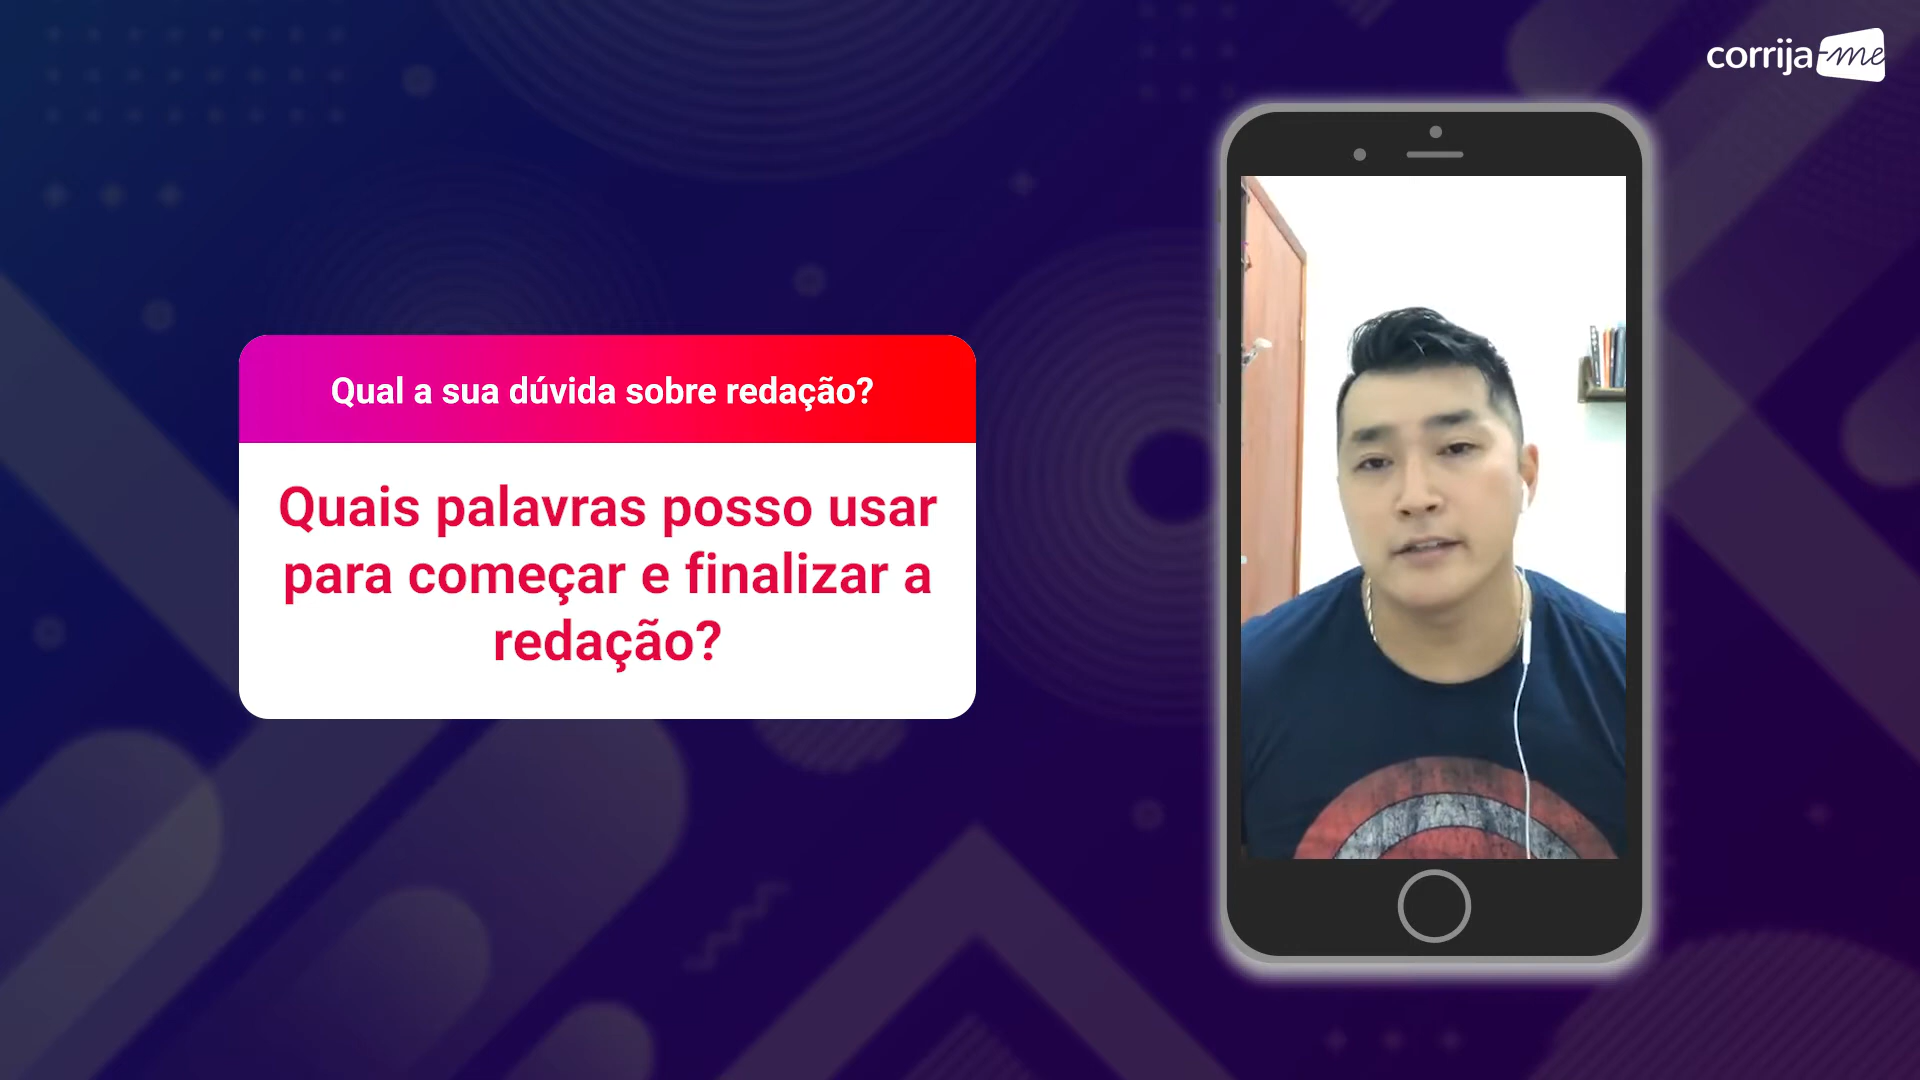 corrija-me
Qual a sua dúvida sobre redação?
Quais palavras posso usar
para começar e finalizar a
redação?